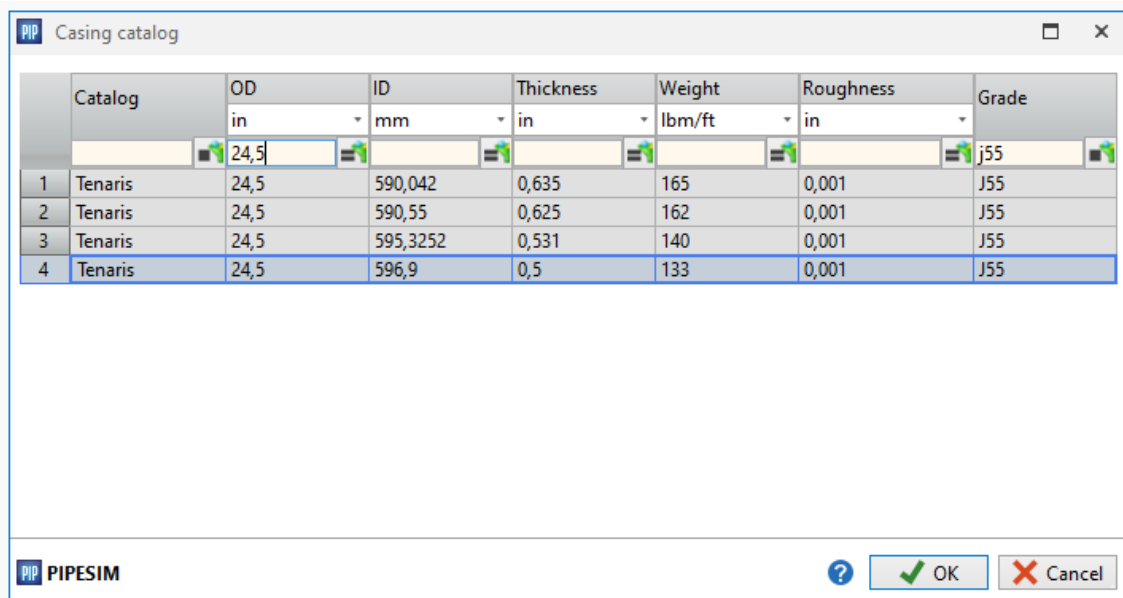 PIP Casing catalog
Catalog OD ID Thickness Weight Roughness Grade
in mm in lbm/ft in
24,5 j55
1 Tenaris 24,5 590,042 0,635 165 0,001 J55
2 Tenaris 24,5 590,55 0,625 162 0,001 J55
3 Tenaris 24,5 595,3252 0,531 140 0,001 J55
4 Tenaris 24,5 596,9 0,5 133 0,001 J55
PIP PIPESIM ? OK Cancel